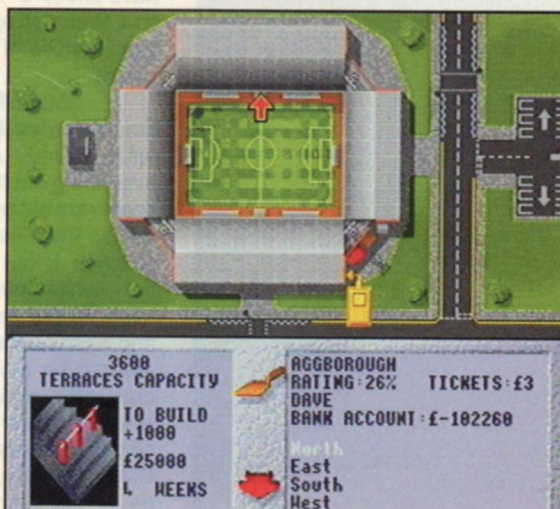 3600
TERRACES CAPACITY
TO BUILD
+1000
£25000
4 WEEKS
AGGBOROUGH
RATING:26% TICKETS:£3
DAVE
BANK ACCOUNT:£-102260
North
East
South
West